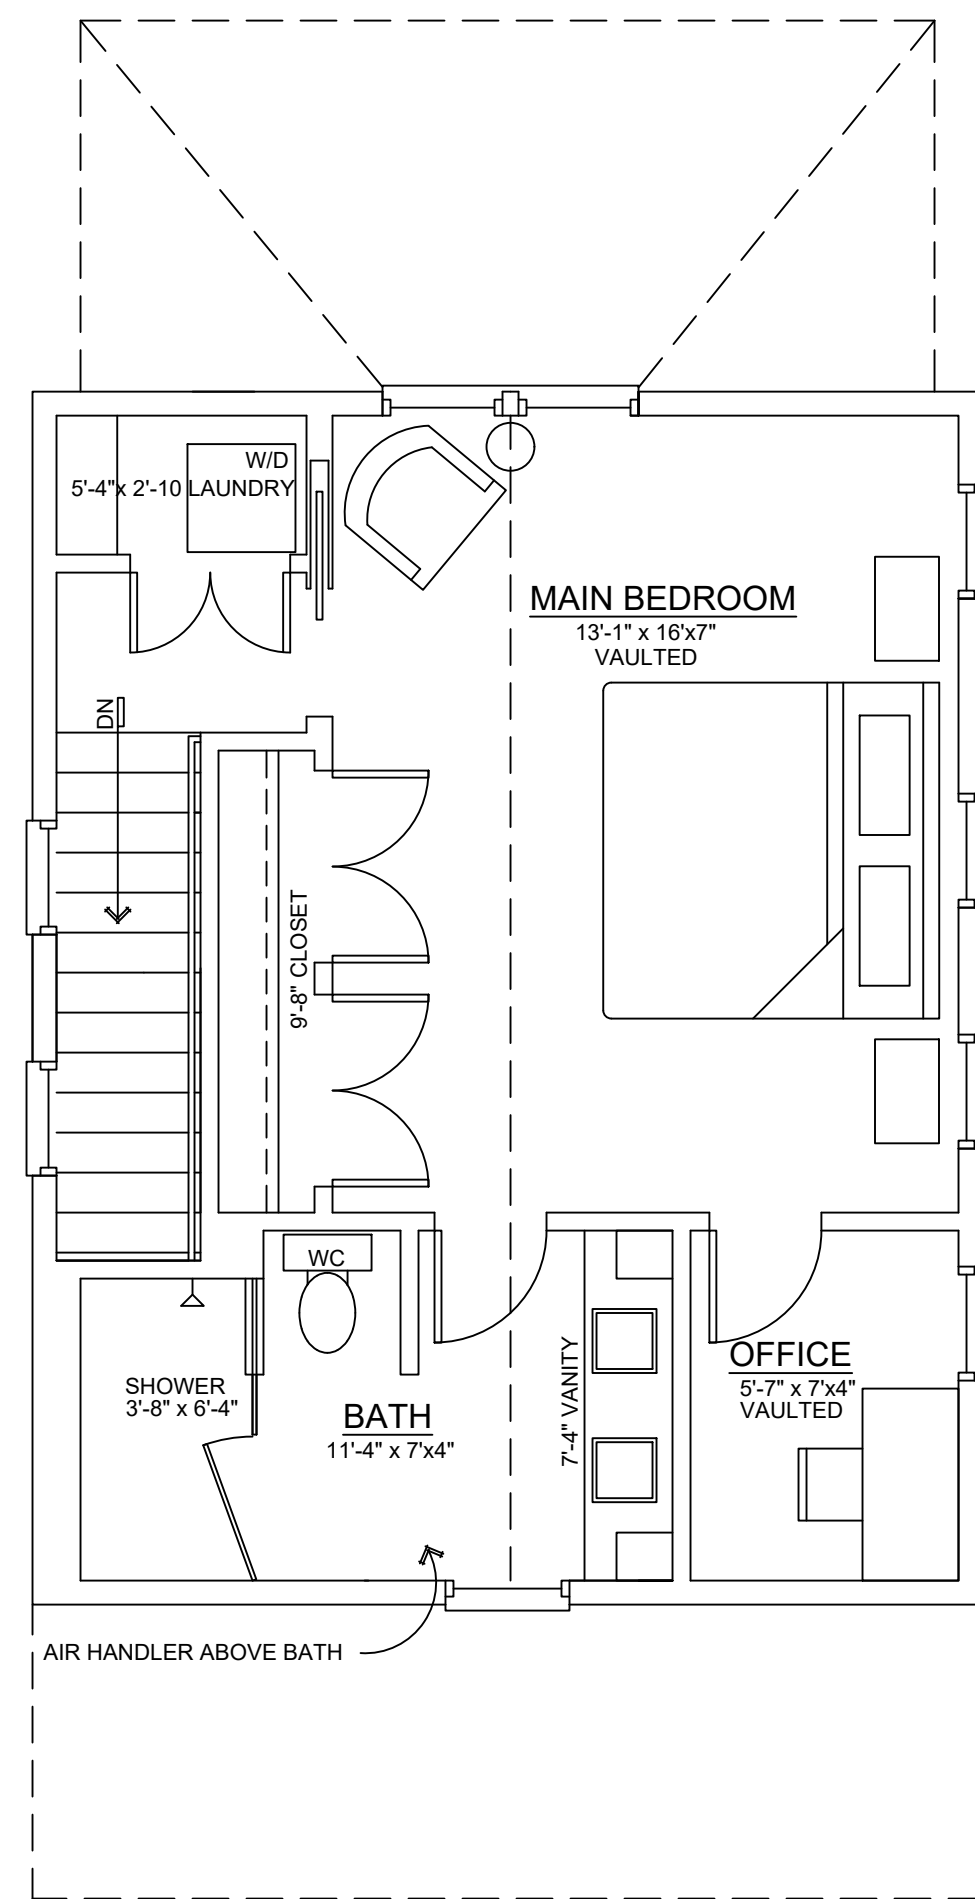 W/D
5'-4"x 2'-10 LAUNDRY
MAIN BEDROOM
13'-1" x 16'x7"
VAULTED
DN
9'-8" CLOSET
WC
SHOWER
3'-8" x 6'-4"
BATH
11'-4" x 7'x4"
7'-4" VANITY
OFFICE
5'-7" x 7'x4"
VAULTED
AIR HANDLER ABOVE BATH